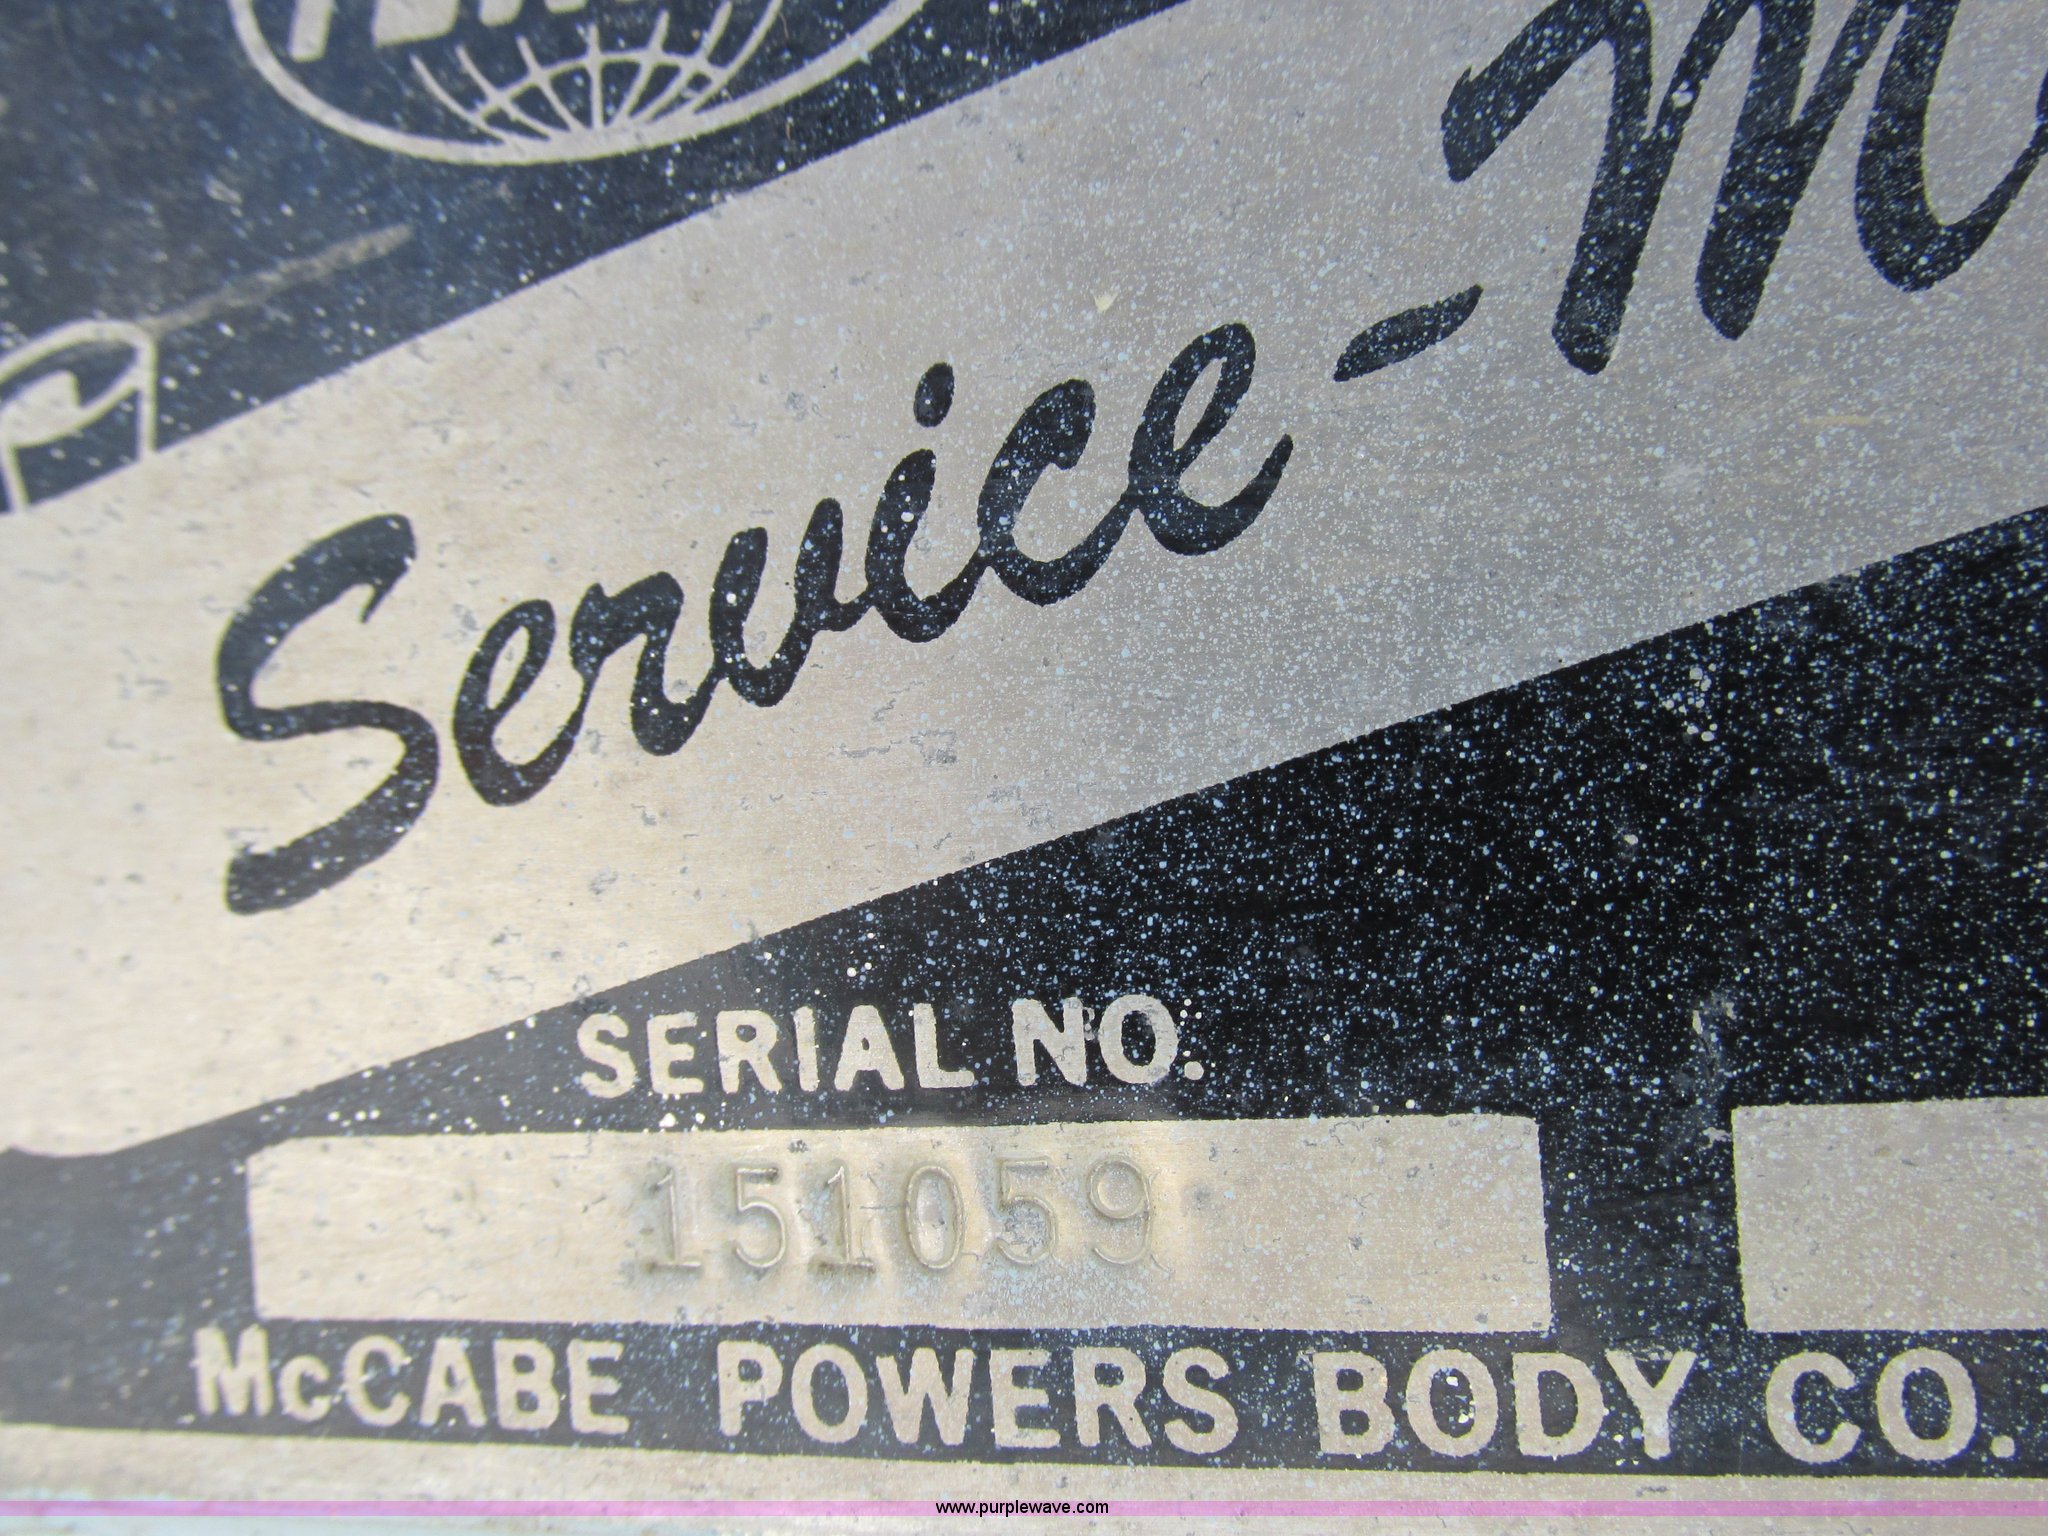 Service-M
SERIAL NO.
151059
McCABE POWERS BODY CO.
www.purplewave.com